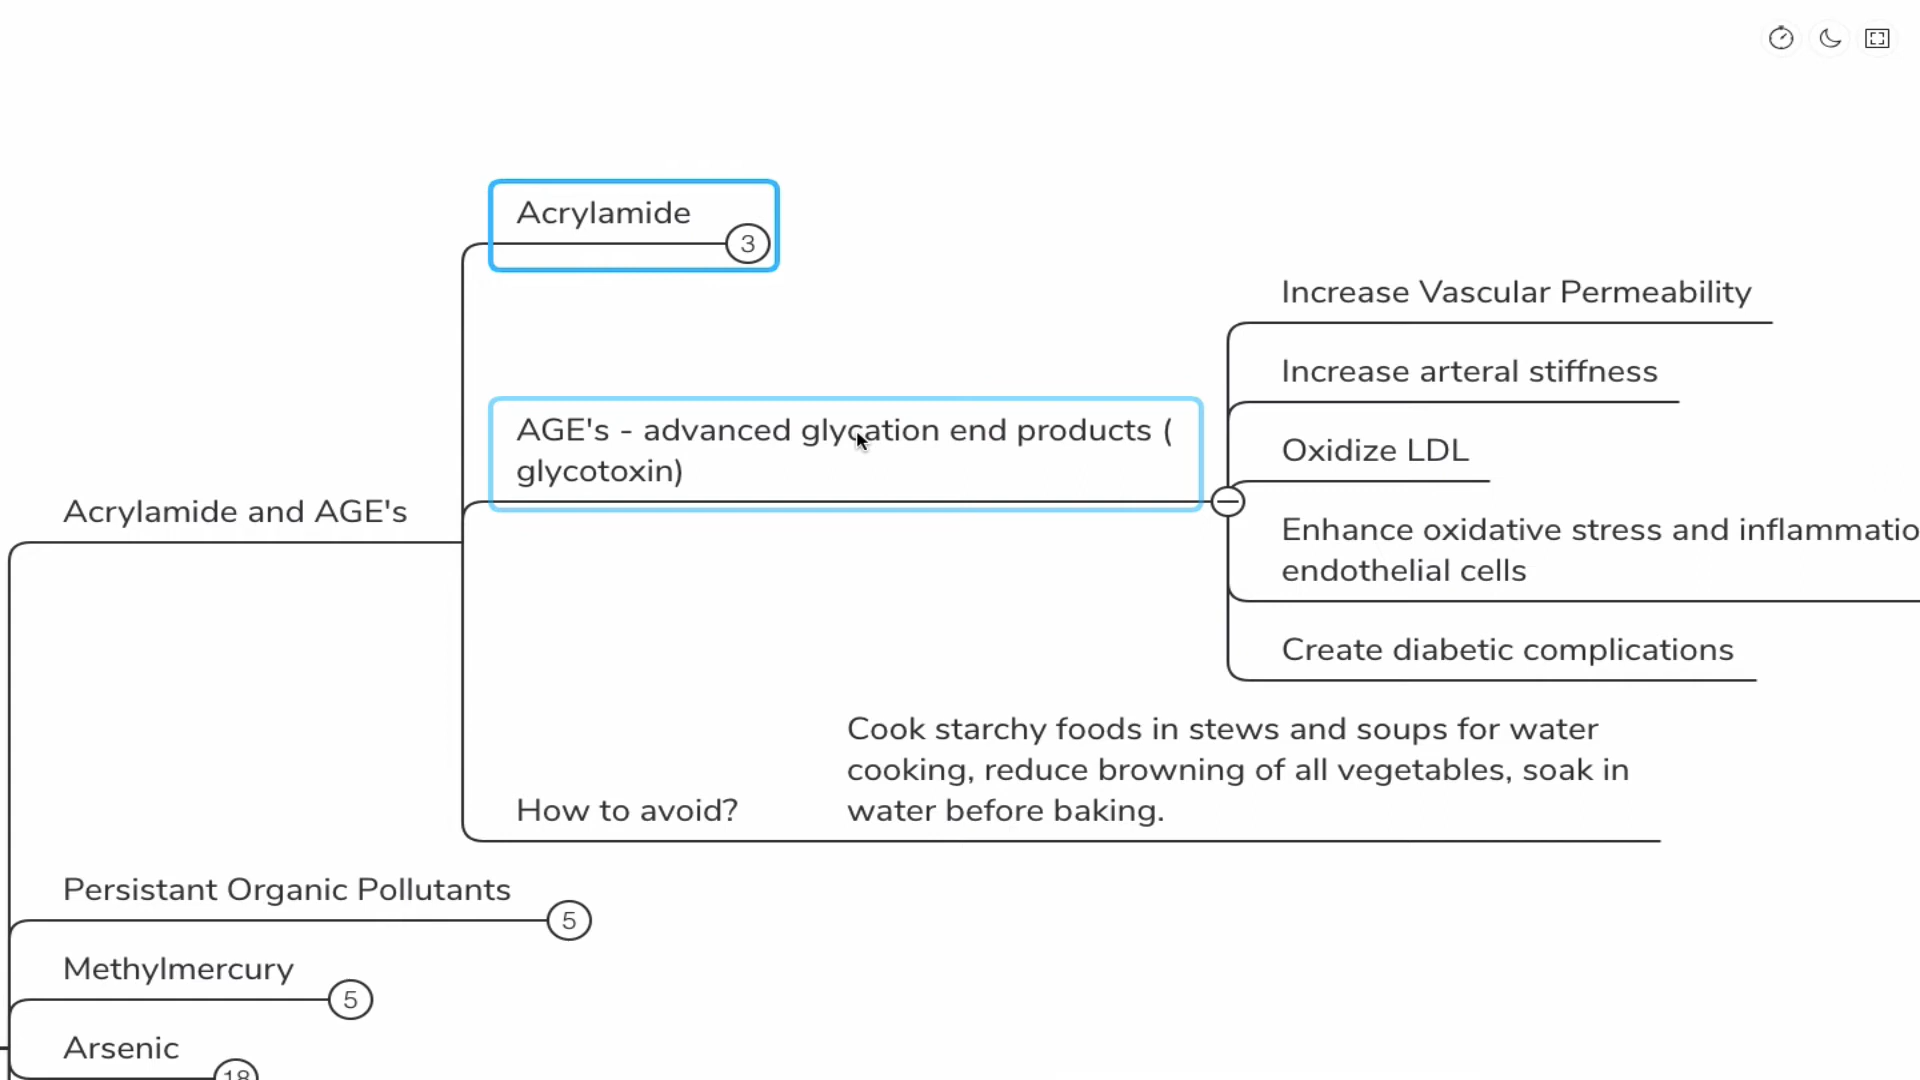 Acrylamide
3
Increase Vascular Permeability
Increase arteral stiffness
AGE's - advanced glycation end products (
glycotoxin)
Oxidize LDL
Acrylamide and AGE's
Enhance oxidative stress and inflammatio
endothelial cells
Create diabetic complications
How to avoid?
Cook starchy foods in stews and soups for water
cooking, reduce browning of all vegetables, soak in
water before baking.
Persistant Organic Pollutants
5
Methylmercury
5
Arsenic
18